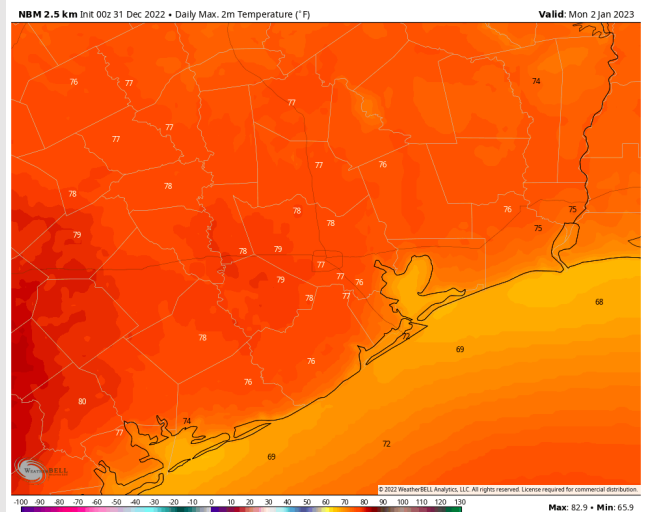 NBM 2.5 km Init 00z 31 Dec 2022 • Daily Max. 2m Temperature (°F) Valid: Mon 2 Jan 2023
76 77 74
77
77 77
77 76
78 78
78 76 75
79 78 75
78 79
77
79 77 76
78 77 68
78 72 69
76
76
80
77 74
72
69
WeatherBELL
© 2022 WeatherBELL Analytics, LLC. All rights reserved. License required for commercial distribution.
-100 -90 -80 -70 -60 -50 -40 -30 -20 -10 0 10 20 30 40 50 60 70 80 90 100 110 120 130
Max: 82.9 • Min: 65.9